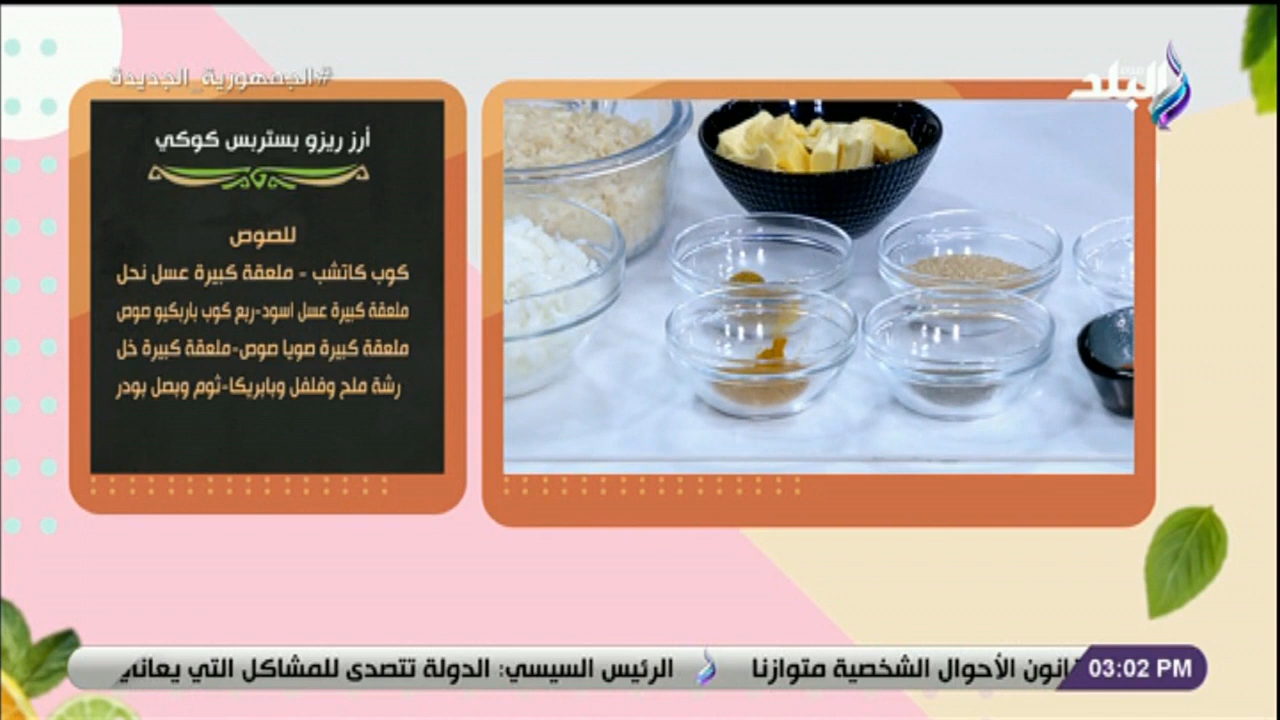 #الجمهورية_الجديدة
البلد
أرز ريزو بستربس كوكي
للصوص
كوب كاتشب - ملعقة كبيرة عسل نحل
ملعقة كبيرة عسل اسود-ربع كوب باربكيو صوص
ملعقة كبيرة صويا صوص-ملعقة كبيرة خل
رشة ملح وفلفل وبابريكا-ثوم وبصل بودر
03:02 PM
انون الأحوال الشخصية متوازنا الرئيس السيسي: الدولة تتصدى للمشاكل التي يعاني